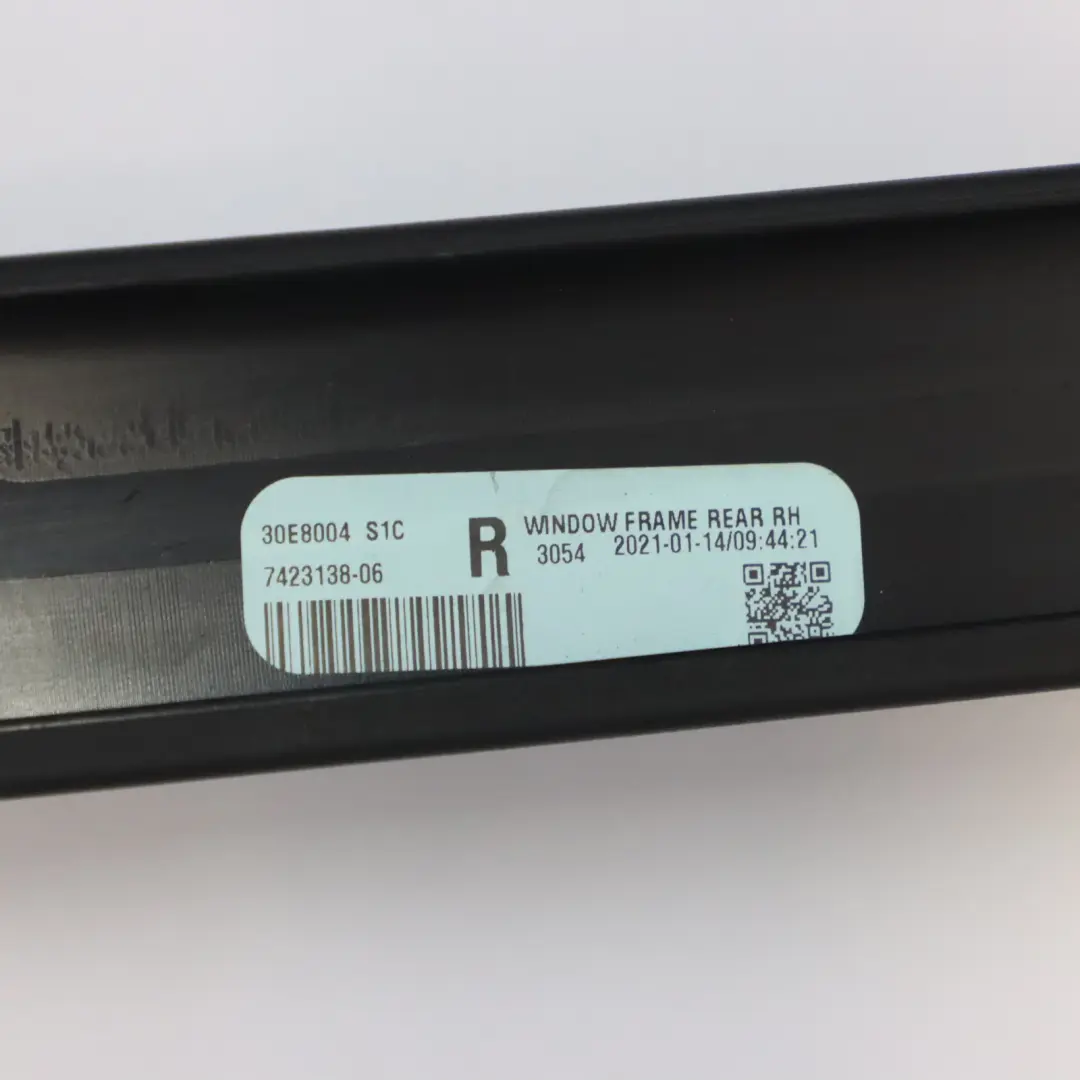 30E8004 S1C
7423138-06
R
WINDOW FRAME REAR RH
3054 2021-01-14/09:44:21